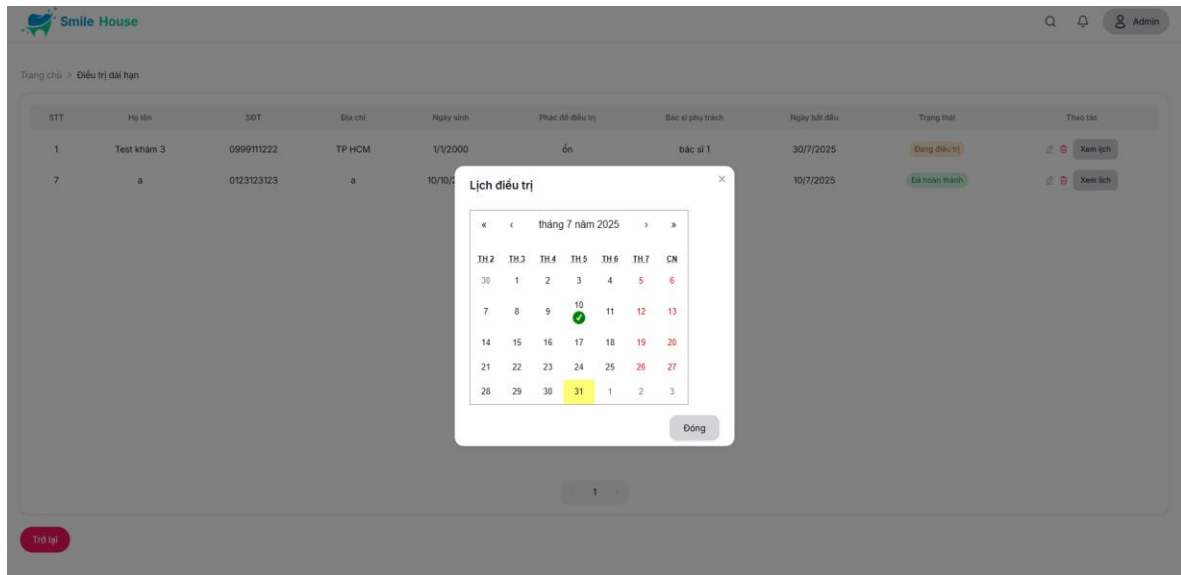 Smile House
Admin
Trang chủ > Điều trị dài hạn
STT Họ tên SĐT Địa chỉ Ngày sinh Phác đồ điều trị Bác sĩ phụ trách Ngày bắt đầu Trạng thái Thao tác
1 Test khám 3 0999111222 TP HCM 1/1/2000 ổn bác sĩ 1 30/7/2025 Đang điều trị Xem lịch
7 a 0123123123 a 10/10/2 10/7/2025 Đã hoàn thành Xem lịch
Lịch điều trị ×
« ‹ tháng 7 năm 2025 › »
TH 2 TH 3 TH 4 TH 5 TH 6 TH 7 CN
30 1 2 3 4 5 6
7 8 9 10 11 12 13
14 15 16 17 18 19 20
21 22 23 24 25 26 27
28 29 30 31 1 2 3
Đóng
1
Trở lại